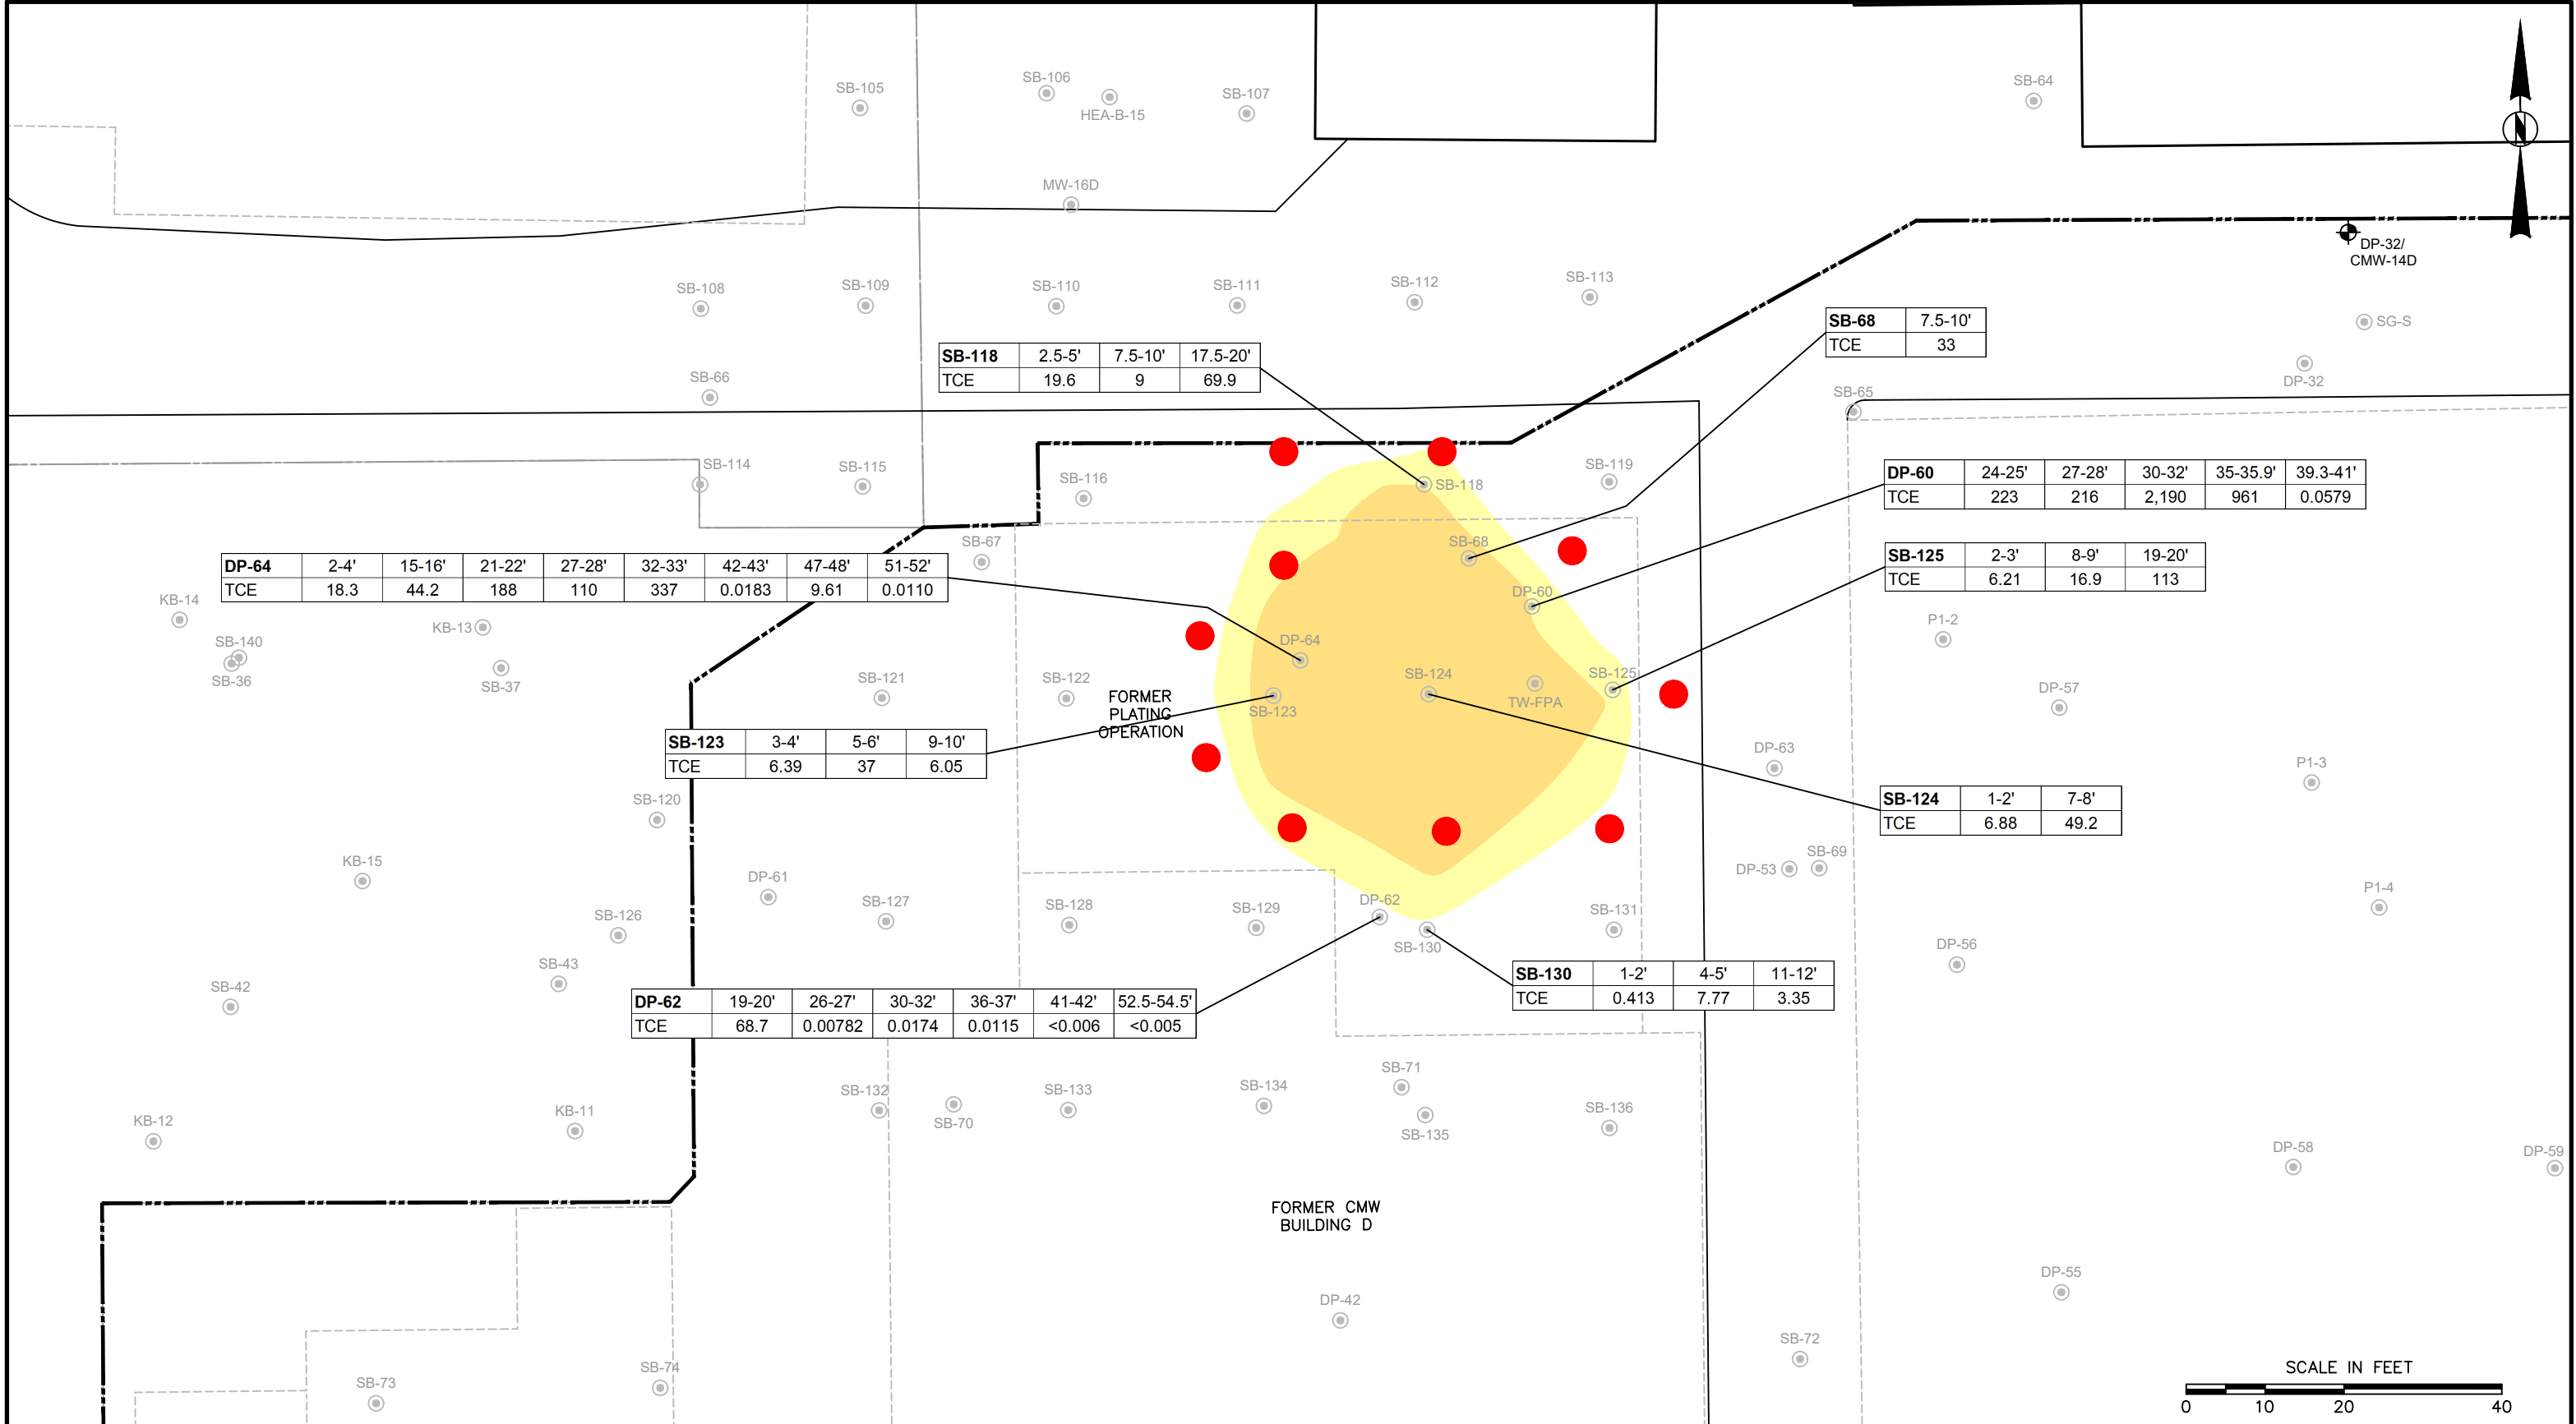 SB-105
SB-106
HEA-B-15
SB-107
SB-64
N
MW-16D
DP-32/
CMW-14D
SB-108
SB-109
SB-110
SB-111
SB-112
SB-113
SG-S
DP-32
SB-68 7.5-10'
TCE 33
SB-118 2.5-5' 7.5-10' 17.5-20'
TCE 19.6 9 69.9
SB-66
SB-65
SB-114
SB-115
SB-116
SB-118
SB-119
DP-60 24-25' 27-28' 30-32' 35-35.9' 39.3-41'
TCE 223 216 2,190 961 0.0579
SB-67
SB-68
SB-125 2-3' 8-9' 19-20'
TCE 6.21 16.9 113
DP-64 2-4' 15-16' 21-22' 27-28' 32-33' 42-43' 47-48' 51-52'
TCE 18.3 44.2 188 110 337 0.0183 9.61 0.0110
DP-60
KB-14
KB-13
P1-2
SB-140
SB-36
SB-37
DP-64
SB-121
SB-122
SB-124
SB-125
TW-FPA
DP-57
FORMER
PLATING
OPERATION
SB-123
SB-123 3-4' 5-6' 9-10'
TCE 6.39 37 6.05
DP-63
P1-3
SB-120
SB-124 1-2' 7-8'
TCE 6.88 49.2
KB-15
DP-61
DP-53
SB-69
P1-4
SB-126
SB-127
SB-128
SB-129
DP-62
SB-130
SB-131
DP-56
SB-43
SB-42
SB-130 1-2' 4-5' 11-12'
TCE 0.413 7.77 3.35
DP-62 19-20' 26-27' 30-32' 36-37' 41-42' 52.5-54.5'
TCE 68.7 0.00782 0.0174 0.0115 <0.006 <0.005
KB-12
KB-11
SB-132
SB-70
SB-133
SB-134
SB-71
SB-135
SB-136
DP-58
DP-59
FORMER CMW
BUILDING D
DP-55
DP-42
SB-72
SB-73
SB-74
SCALE IN FEET
0 10 20 40